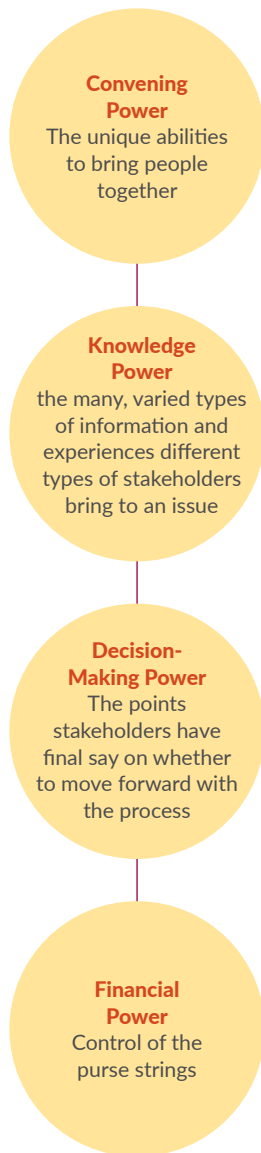 Convening
Power
The unique abilities
to bring people
together
Knowledge
Power
the many, varied types
of information and
experiences different
types of stakeholders
bring to an issue
Decision-
Making Power
The points
stakeholders have
final say on whether
to move forward with
the process
Financial
Power
Control of the
purse strings